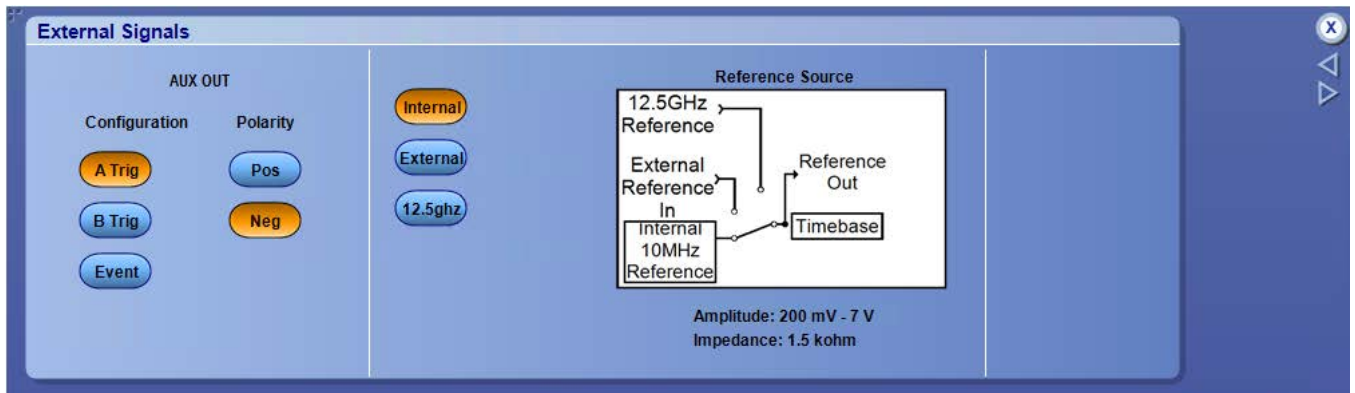 External Signals
X
AUX OUT
Configuration
Polarity
A Trig
Pos
B Trig
Neg
Event
Internal
External
12.5ghz
Reference Source
12.5GHz
Reference
External
Reference
In
Internal
10MHz
Reference
Reference
Out
Timebase
Amplitude: 200 mV - 7 V
Impedance: 1.5 kohm